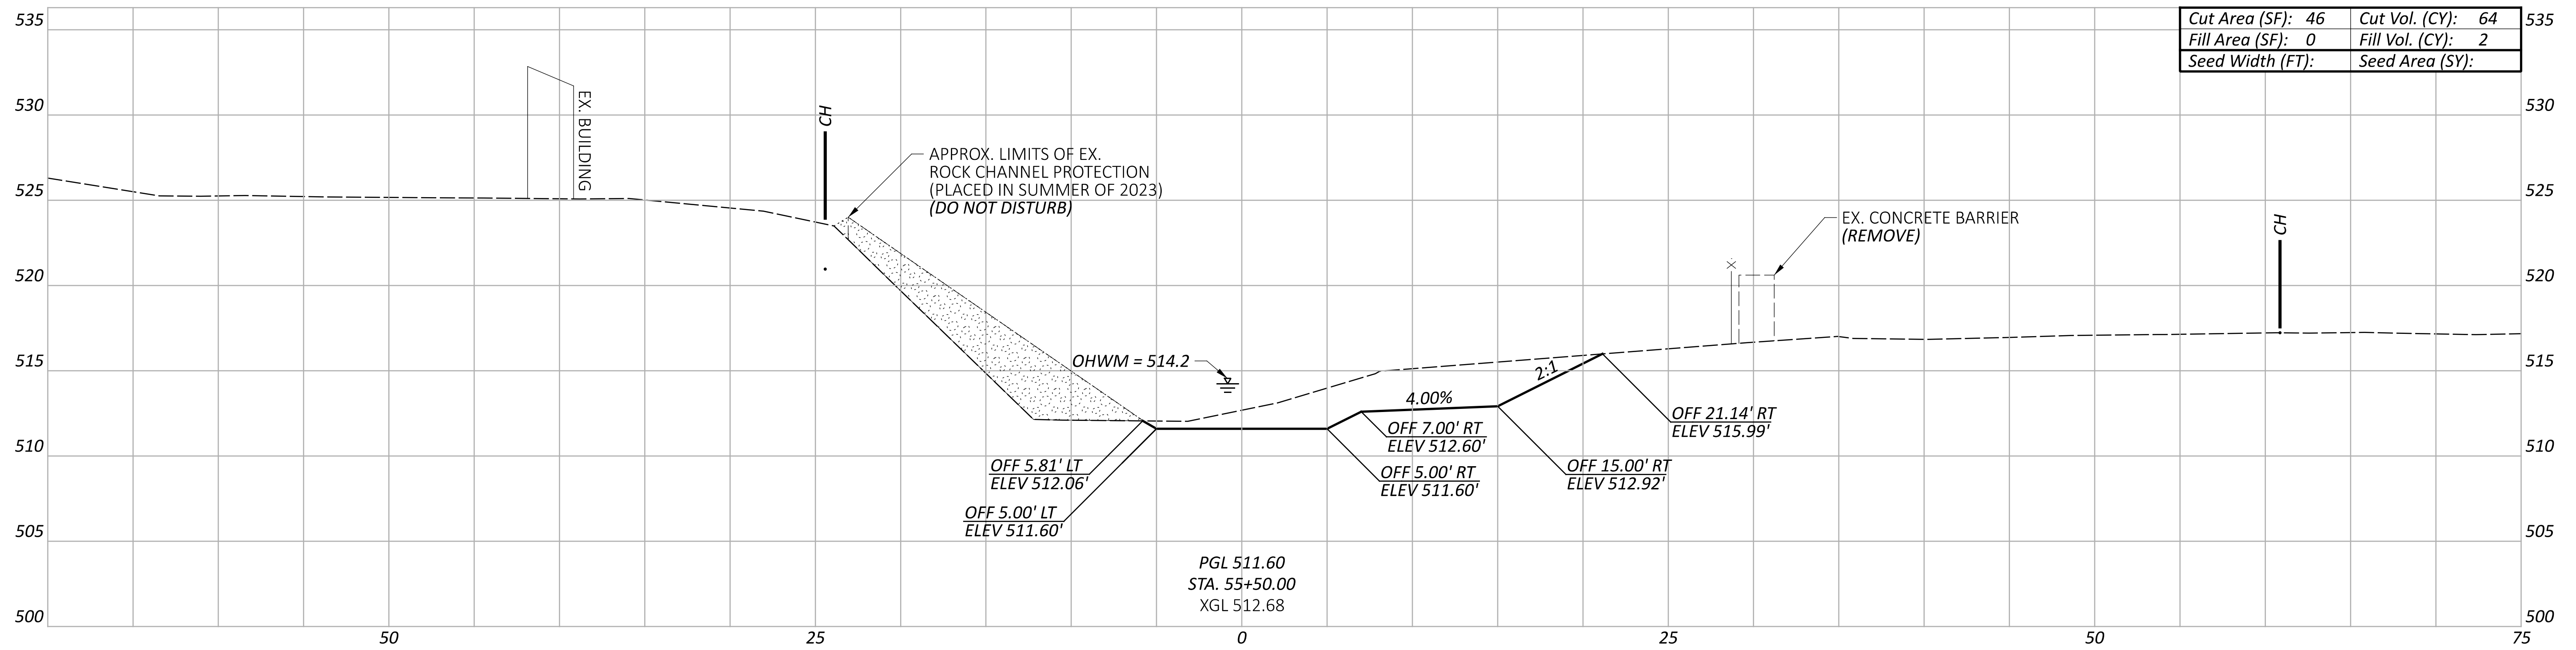 Cut Area (SF): 46 Cut Vol. (CY): 64
Fill Area (SF): 0 Fill Vol. (CY): 2
Seed Width (FT): Seed Area (SY):
535 535
530 530
525 525
520 520
515 515
510 510
505 505
500 500
EX. BUILDING
CH
APPROX. LIMITS OF EX.
ROCK CHANNEL PROTECTION
(PLACED IN SUMMER OF 2023)
(DO NOT DISTURB)
EX. CONCRETE BARRIER
(REMOVE)
CH
X
OHWM = 514.2
4.00%
2:1
OFF 21.14' RT
ELEV 515.99'
OFF 7.00' RT
ELEV 512.60'
OFF 5.81' LT
ELEV 512.06'
OFF 5.00' RT
ELEV 511.60'
OFF 15.00' RT
ELEV 512.92'
OFF 5.00' LT
ELEV 511.60'
PGL 511.60
STA. 55+50.00
XGL 512.68
50 25 0 25 50 75